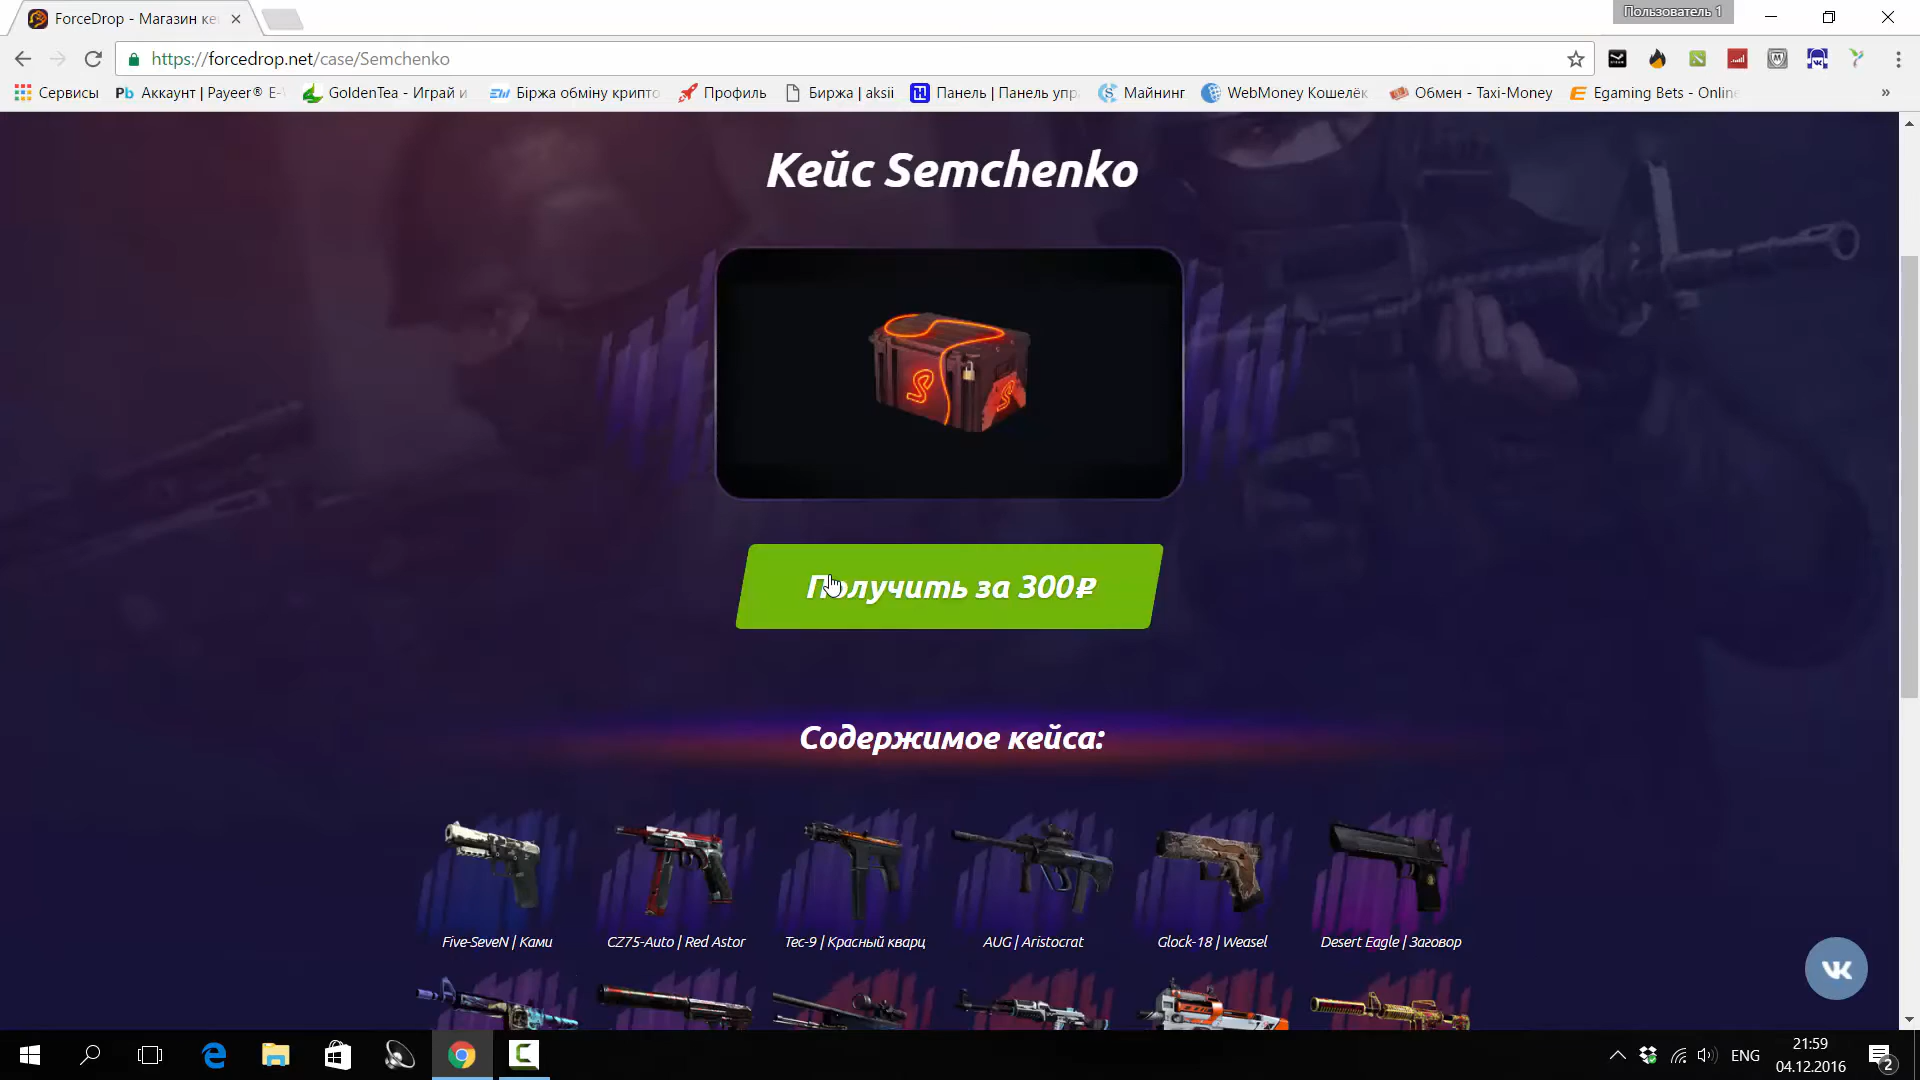 ForceDrop - Магазин ке
Пользователь 1
https://forcedrop.net/case/Semchenko
Сервисы
Pb Аккаунт | Payeer® E-
GoldenTea - Играй и
Біржа обміну крипто
Профиль
Биржа | aksii
Панель | Панель упр
Майнинг
WebMoney Кошелёк
Обмен - Taxi-Money
Egaming Bets - Online
»
Кейс Semchenko
S
S
Получить за 300₽
Содержимое кейса:
Five-SeveN | Ками
CZ75-Auto | Red Astor
Tec-9 | Красный кварц
AUG | Aristocrat
Glock-18 | Weasel
Desert Eagle | Заговор
ENG
21:59
04.12.2016
2